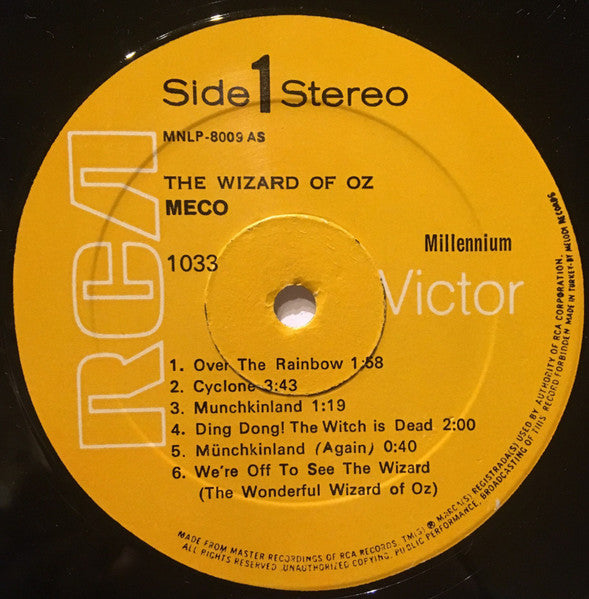 Side 1 Stereo
MNLP-8009 AS
THE WIZARD OF OZ
MECO
Millennium
1033
RCA
Victor
1. Over The Rainbow 1:58
2. Cyclone 3:43
3. Munchkinland 1:19
4. Ding Dong! The Witch is Dead 2:00
5. Münchkinland (Again) 0:40
6. We're Off To See The Wizard
(The Wonderful Wizard of Oz)
MADE FROM MASTER RECORDINGS OF RCA RECORDS. TM(S) ® MARCA(S) REGISTRADA(S) USED BY AUTHORITY OF RCA CORPORATION.
ALL RIGHTS RESERVED. UNAUTHORIZED COPYING, PUBLIC PERFORMANCE, BROADCASTING OF THIS RECORD FORBIDDEN MADE IN TURKEY-BY MELODI RECORDS